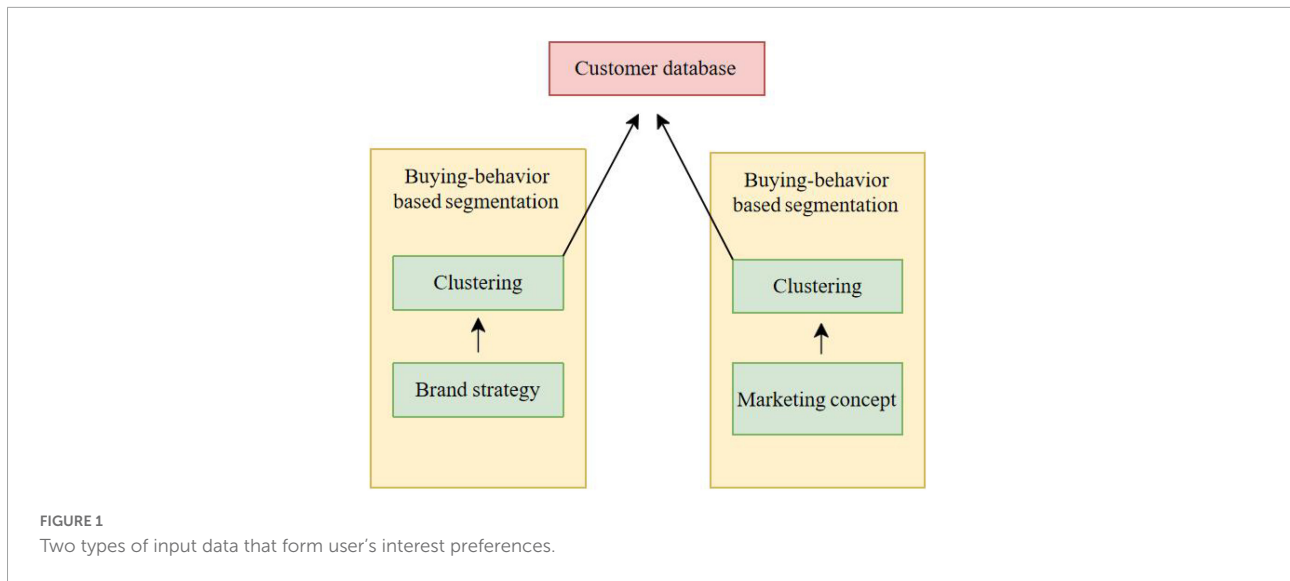 Customer database
Buying-behavior
based segmentation
Clustering
Brand strategy
Buying-behavior
based segmentation
Clustering
Marketing concept
FIGURE 1
Two types of input data that form user's interest preferences.